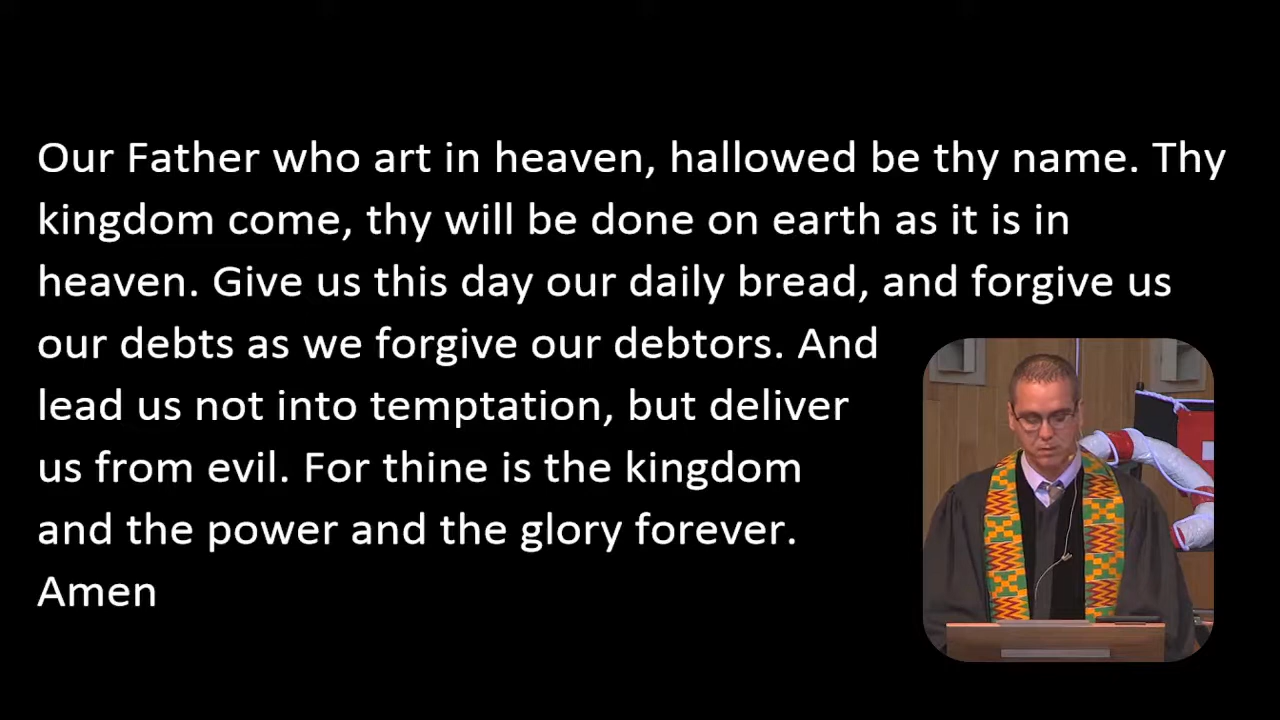 Our Father who art in heaven, hallowed be thy name. Thy
kingdom come, thy will be done on earth as it is in
heaven. Give us this day our daily bread, and forgive us
our debts as we forgive our debtors. And
lead us not into temptation, but deliver
us from evil. For thine is the kingdom
and the power and the glory forever.
Amen